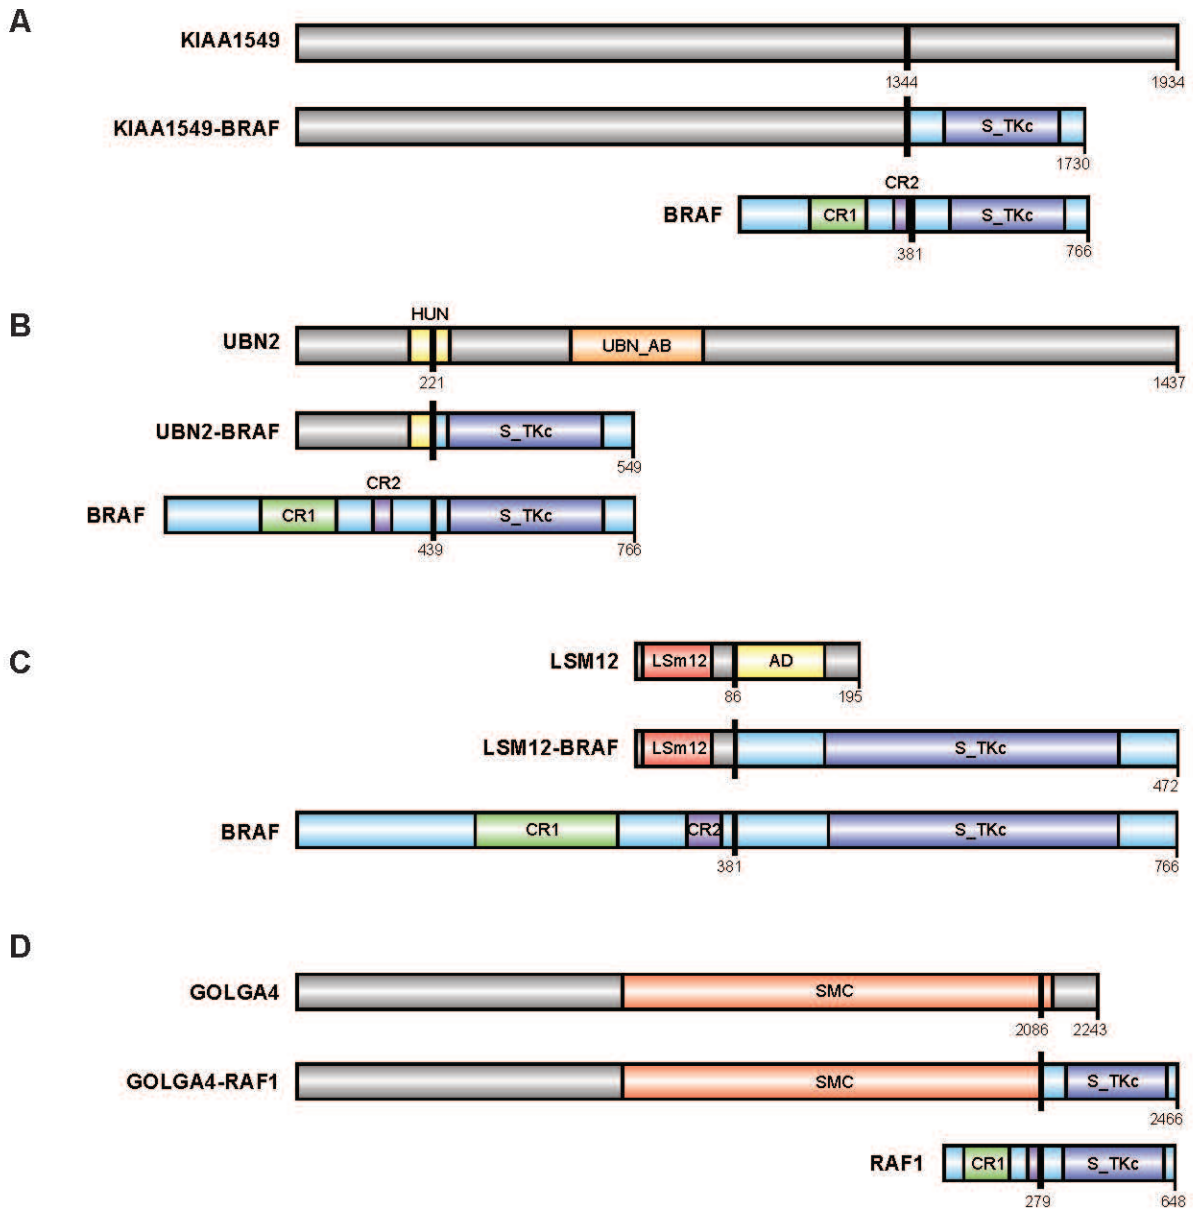 A
KIAA1549
1344
1934
KIAA1549-BRAF
S_TKc
1730
CR2
BRAF
CR1
S_TKc
381
766
B
HUN
UBN2
UBN_AB
221
1437
UBN2-BRAF
S_TKc
549
CR2
BRAF
CR1
S_TKc
439
766
C
LSM12
LSm12
AD
86
195
LSM12-BRAF
LSm12
S_TKc
472
BRAF
CR1
CR2
S_TKc
381
766
D
GOLGA4
SMC
2086
2243
GOLGA4-RAF1
SMC
S_TKc
2466
RAF1
CR1
S_TKc
279
648